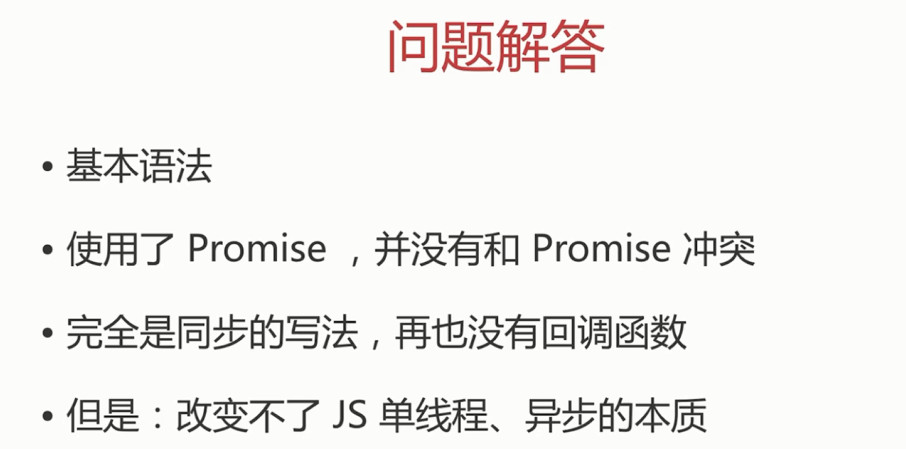 问题解答
• 基本语法
• 使用了 Promise ，并没有和 Promise 冲突
• 完全是同步的写法，再也没有回调函数
• 但是：改变不了 JS 单线程、异步的本质